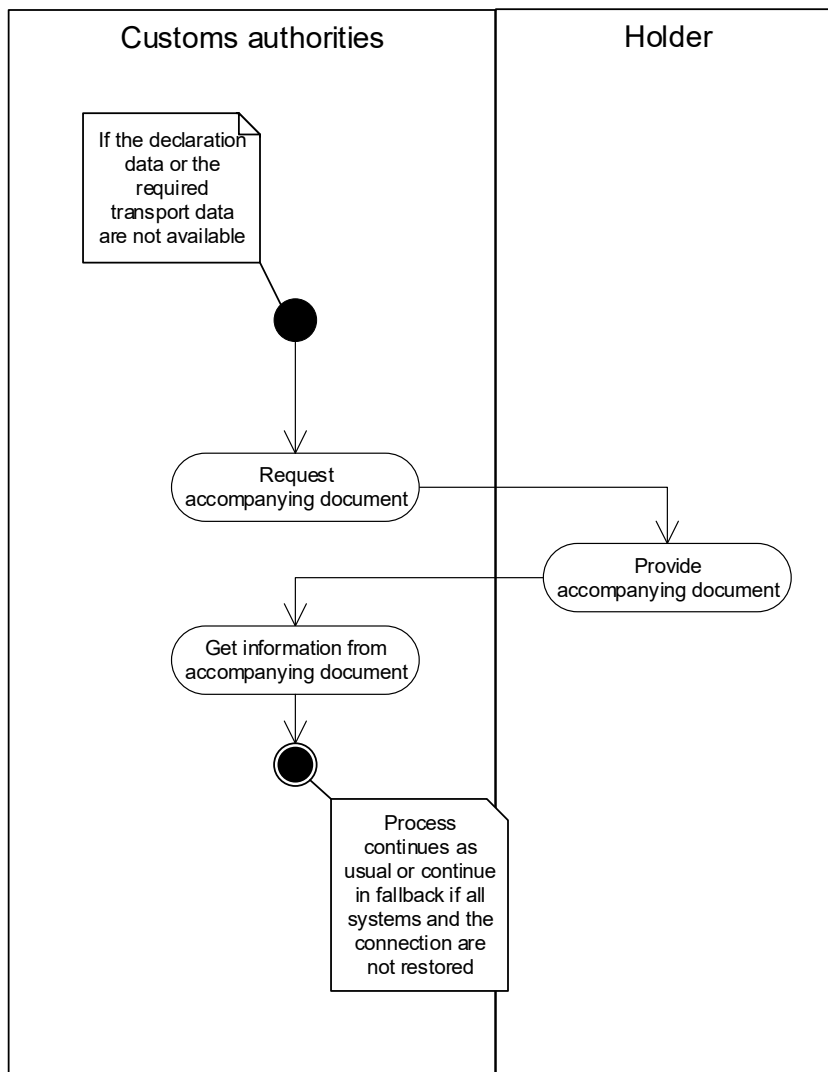 Customs authorities
Holder
If the declaration
data or the
required
transport data
are not available
Request
accompanying document
Provide
accompanying document
Get information from
accompanying document
Process
continues as
usual or continue
in fallback if all
systems and the
connection are
not restored